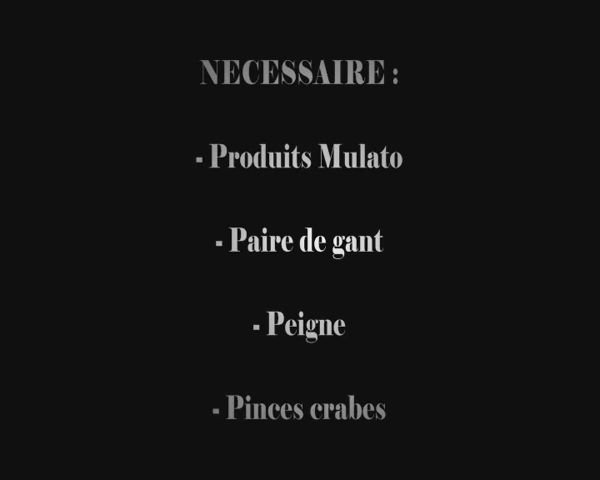 NECESSAIRE :
- Produits Mulato
- Paire de gant
- Peigne
- Pinces crabes